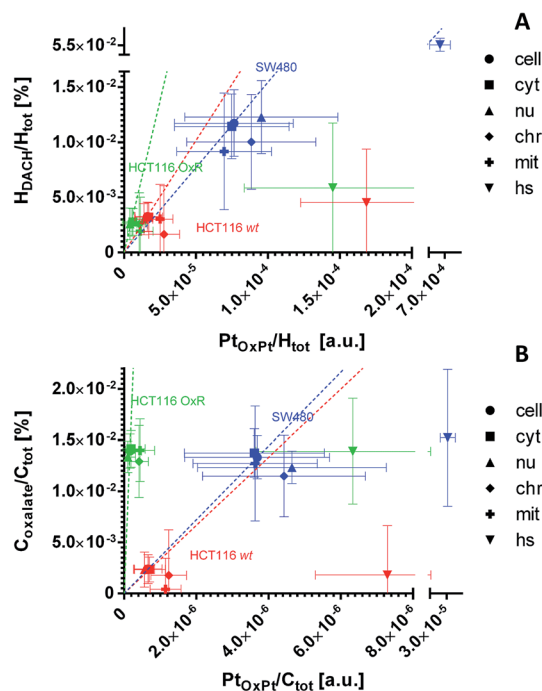 A
5.5×10⁻²
1.5×10⁻²
1.0×10⁻²
5.0×10⁻³
0
H_DACH/H_tot [%]
SW480
HCT116 OxR
HCT116 wt
cell
cyt
nu
chr
mit
hs
0
5.0×10⁻⁵
1.0×10⁻⁴
1.5×10⁻⁴
2.0×10⁻⁴
7.0×10⁻⁴
Pt_OxPt/H_tot [a.u.]
B
2.0×10⁻²
1.5×10⁻²
1.0×10⁻²
5.0×10⁻³
0
C_oxalate/C_tot [%]
HCT116 OxR
SW480
HCT116 wt
cell
cyt
nu
chr
mit
hs
0
2.0×10⁻⁶
4.0×10⁻⁶
6.0×10⁻⁶
8.0×10⁻⁶
3.0×10⁻⁵
Pt_OxPt/C_tot [a.u.]